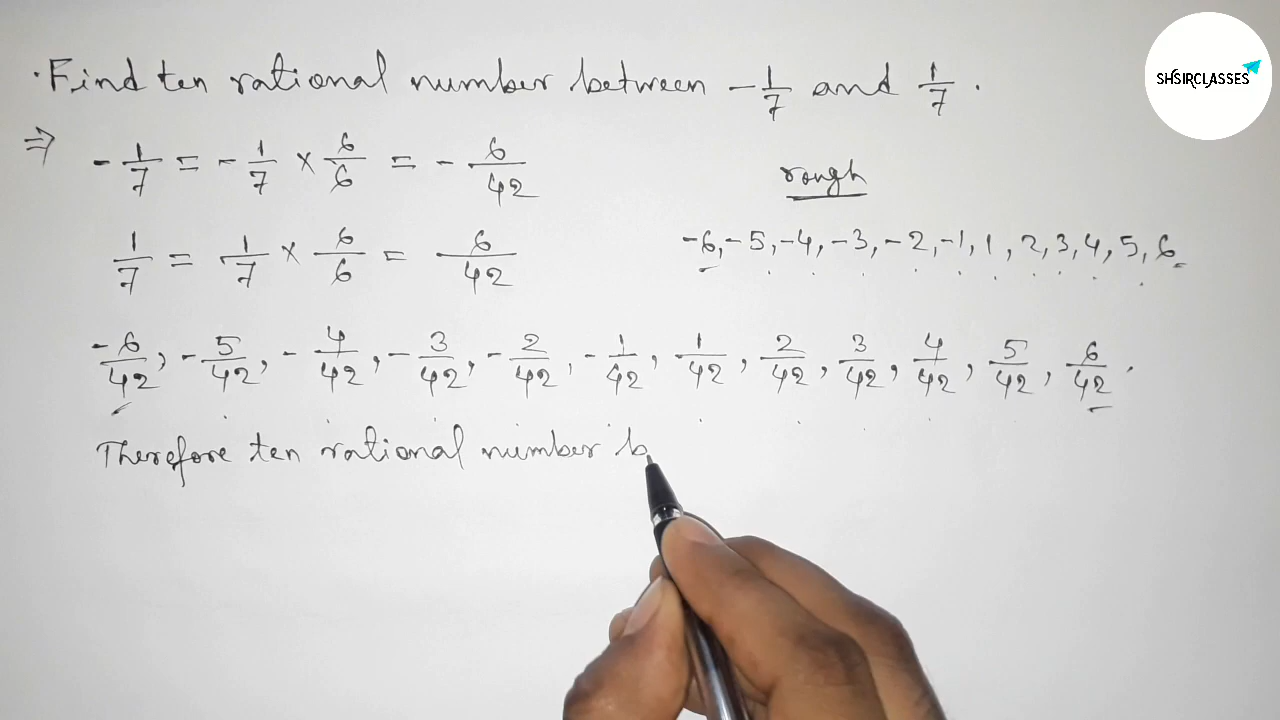 · Find ten rational number between -1/7 and 1/7 .
SHSIRCLASSES
⇒ -1/7 = -1/7 × 6/6 = -6/42
rough
1/7 = 1/7 × 6/6 = 6/42
-6, -5, -4, -3, -2, -1, 1, 2, 3, 4, 5, 6
-6/42, -5/42, -4/42, -3/42, -2/42, -1/42, 1/42, 2/42, 3/42, 4/42, 5/42, 6/42 .
Therefore ten rational number b